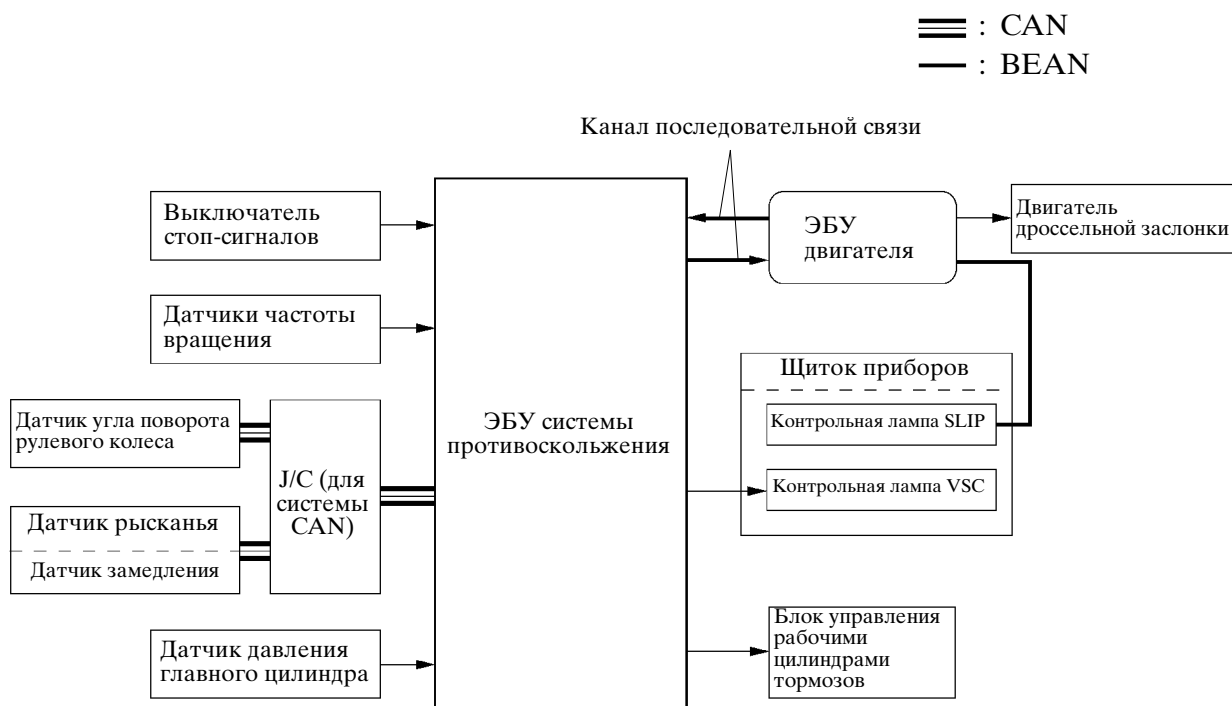 : CAN
: BEAN
Канал последовательной связи
Выключатель
стоп-сигналов
ЭБУ
двигателя
Двигатель
дроссельной заслонки
Датчики частоты
вращения
Щиток приборов
Датчик угла поворота
рулевого колеса
ЭБУ системы
противоскольжения
Контрольная лампа SLIP
J/C (для
системы
CAN)
Контрольная лампа VSC
Датчик рысканья
Датчик замедления
Датчик давления
главного цилиндра
Блок управления
рабочими
цилиндрами
тормозов